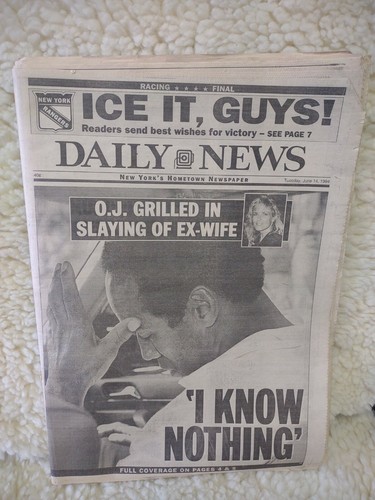 RACING ★ ★ ★ ★ FINAL
NEW YORK
RANGERS
ICE IT, GUYS!
Readers send best wishes for victory – SEE PAGE 7
DAILY NEWS
40¢ NEW YORK'S HOMETOWN NEWSPAPER Tuesday, June 14, 1994
O.J. GRILLED IN
SLAYING OF EX-WIFE
'I KNOW
NOTHING'
FULL COVERAGE ON PAGES